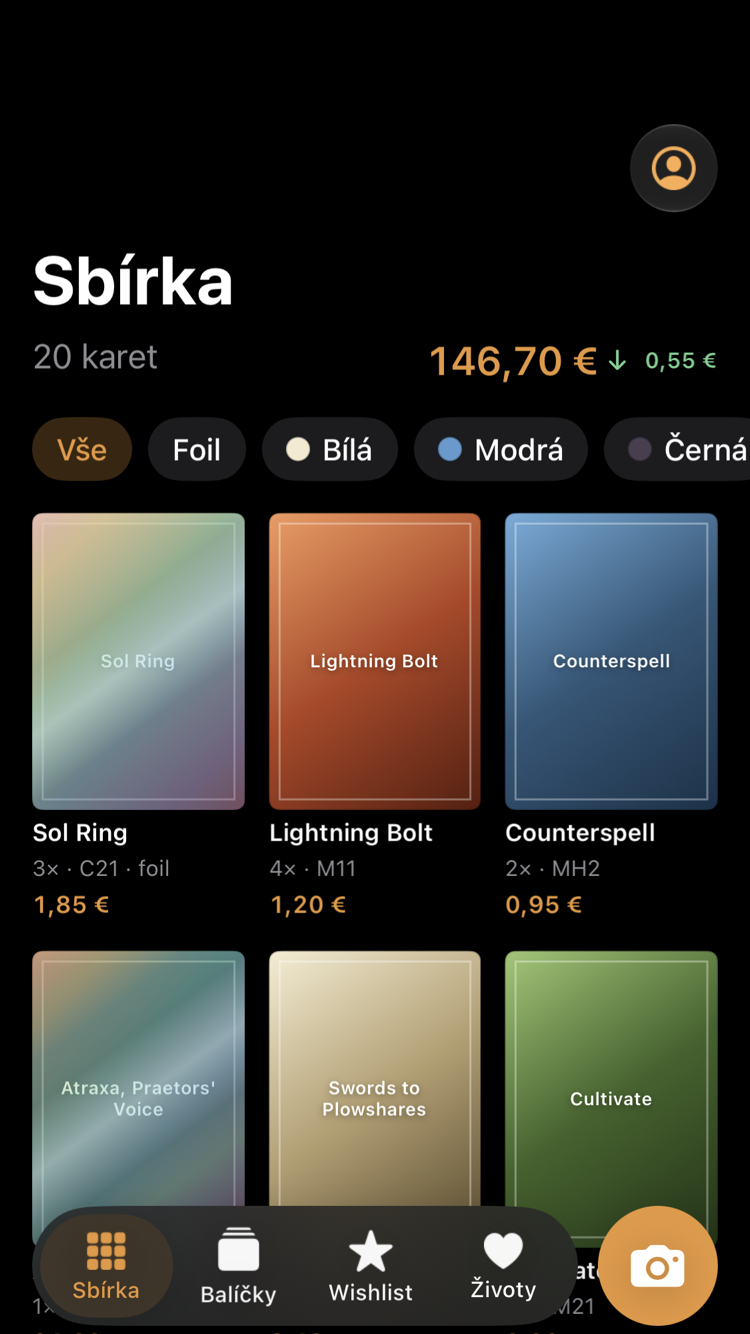 Sbírka
20 karet
146,70 € ↓ 0,55 €
Vše
Foil
Bílá
Modrá
Černá
Sol Ring
Lightning Bolt
Counterspell
Sol Ring
Lightning Bolt
Counterspell
3× · C21 · foil
4× · M11
2× · MH2
1,85 €
1,20 €
0,95 €
Atraxa, Praetors'
Voice
Swords to
Plowshares
Cultivate
Sbírka
Balíčky
Wishlist
Životy